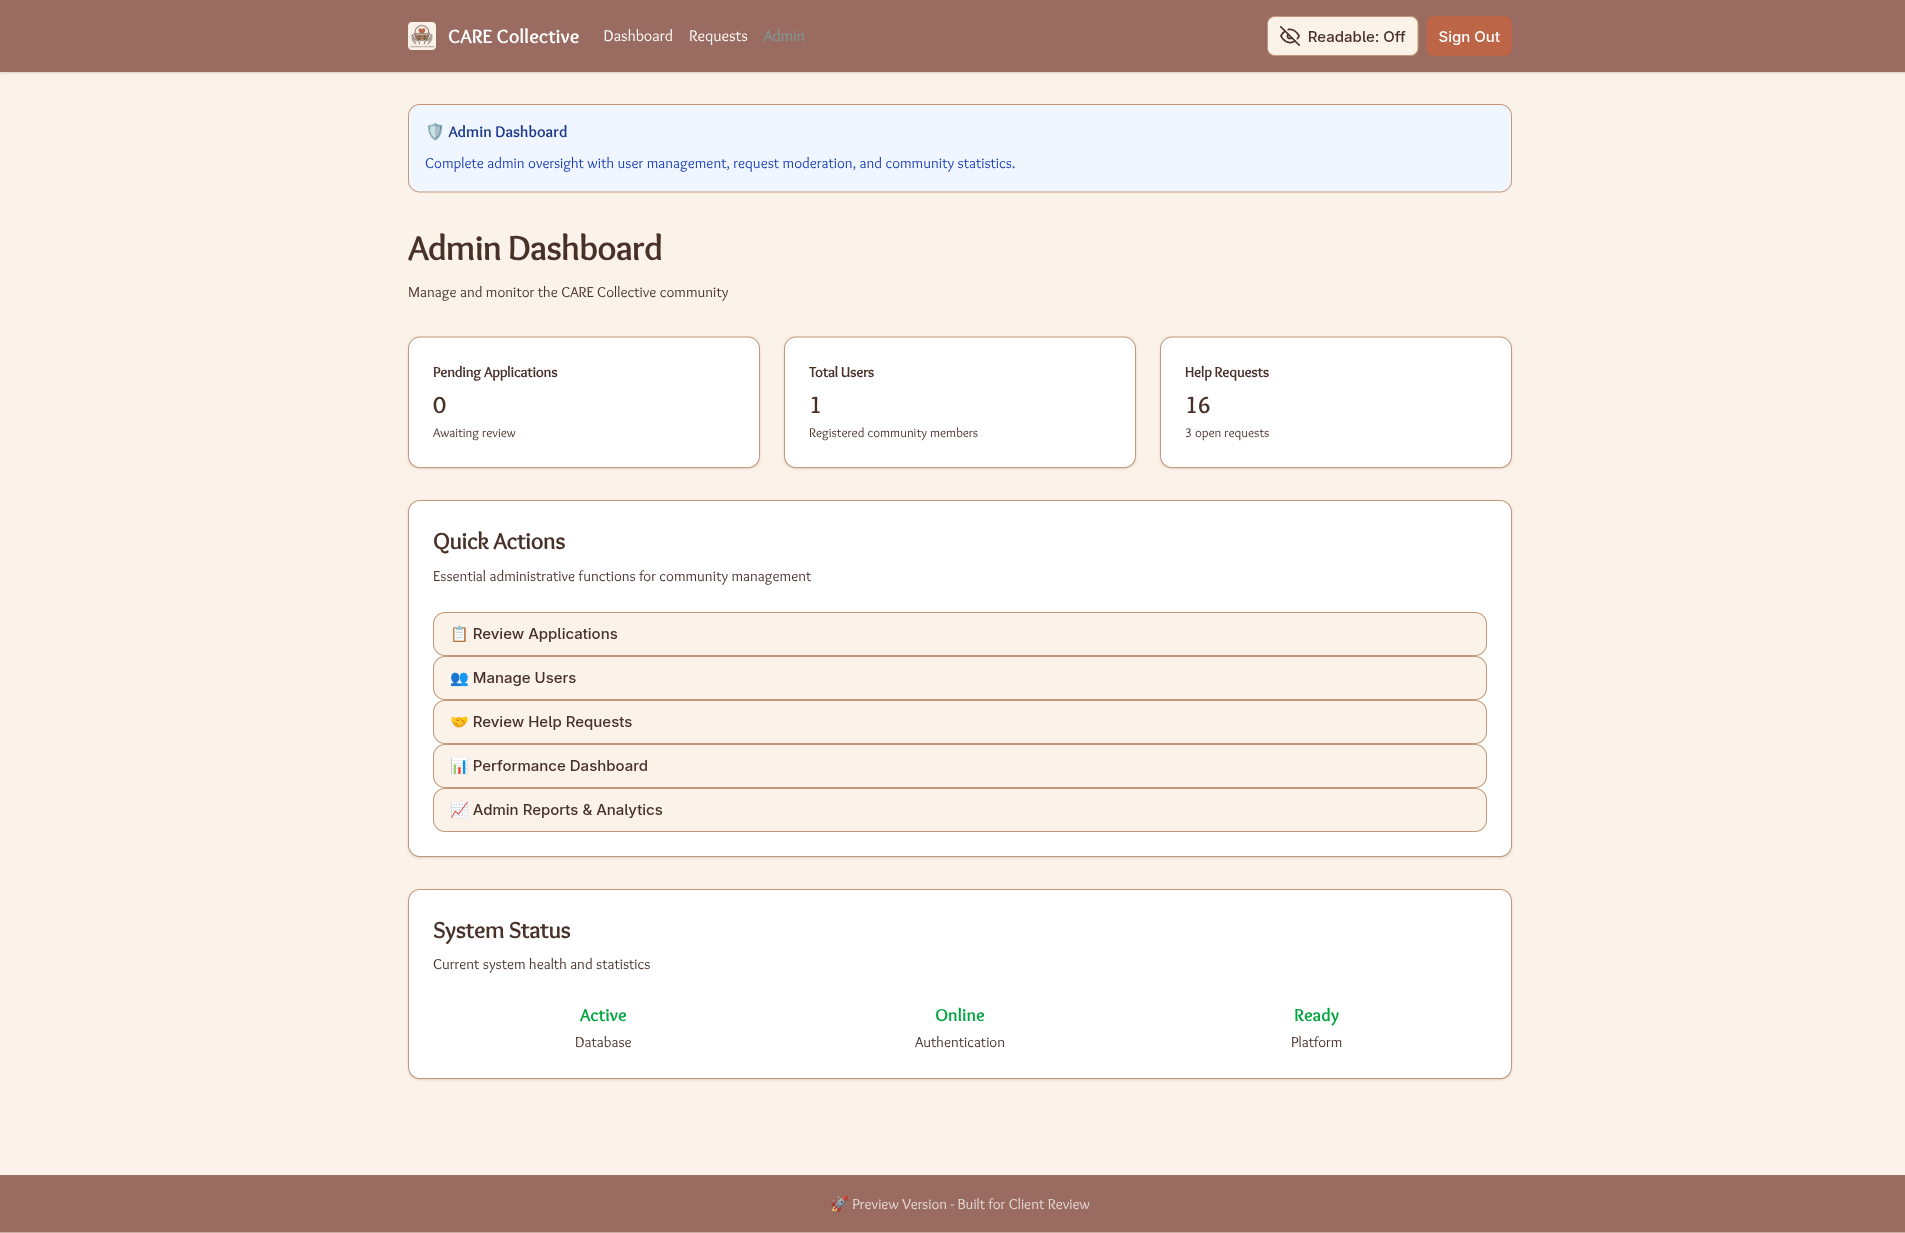 CARE Collective
Dashboard
Requests
Admin
Readable: Off
Sign Out
🛡️ Admin Dashboard
Complete admin oversight with user management, request moderation, and community statistics.
Admin Dashboard
Manage and monitor the CARE Collective community
Pending Applications
0
Awaiting review
Total Users
1
Registered community members
Help Requests
16
3 open requests
Quick Actions
Essential administrative functions for community management
📋 Review Applications
👥 Manage Users
🤝 Review Help Requests
📊 Performance Dashboard
📈 Admin Reports & Analytics
System Status
Current system health and statistics
Active
Database
Online
Authentication
Ready
Platform
🚀 Preview Version - Built for Client Review